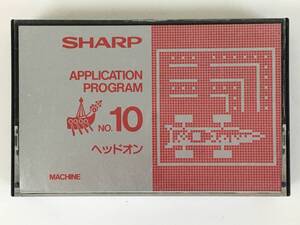 SHARP
APPLICATION
PROGRAM
NO.10
ヘッドオン
MACHINE